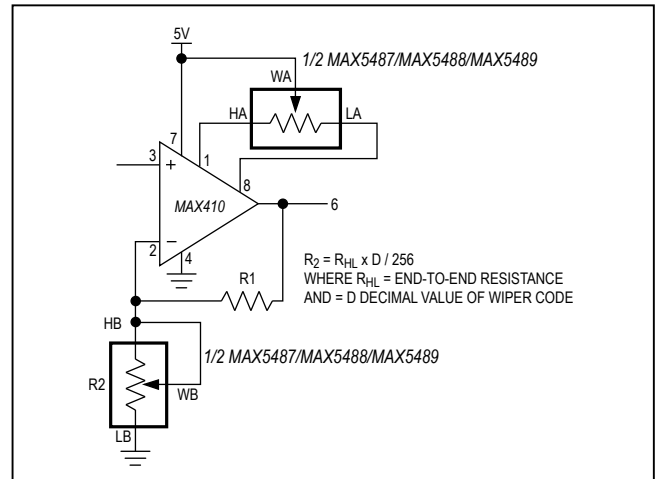 5V
1/2 MAX5487/MAX5488/MAX5489
WA
HA
LA
7
3
+
1
8
MAX410
6
2
−
4
R1
R2 = RHL x D / 256
WHERE RHL = END-TO-END RESISTANCE
AND = D DECIMAL VALUE OF WIPER CODE
HB
1/2 MAX5487/MAX5488/MAX5489
R2
WB
LB